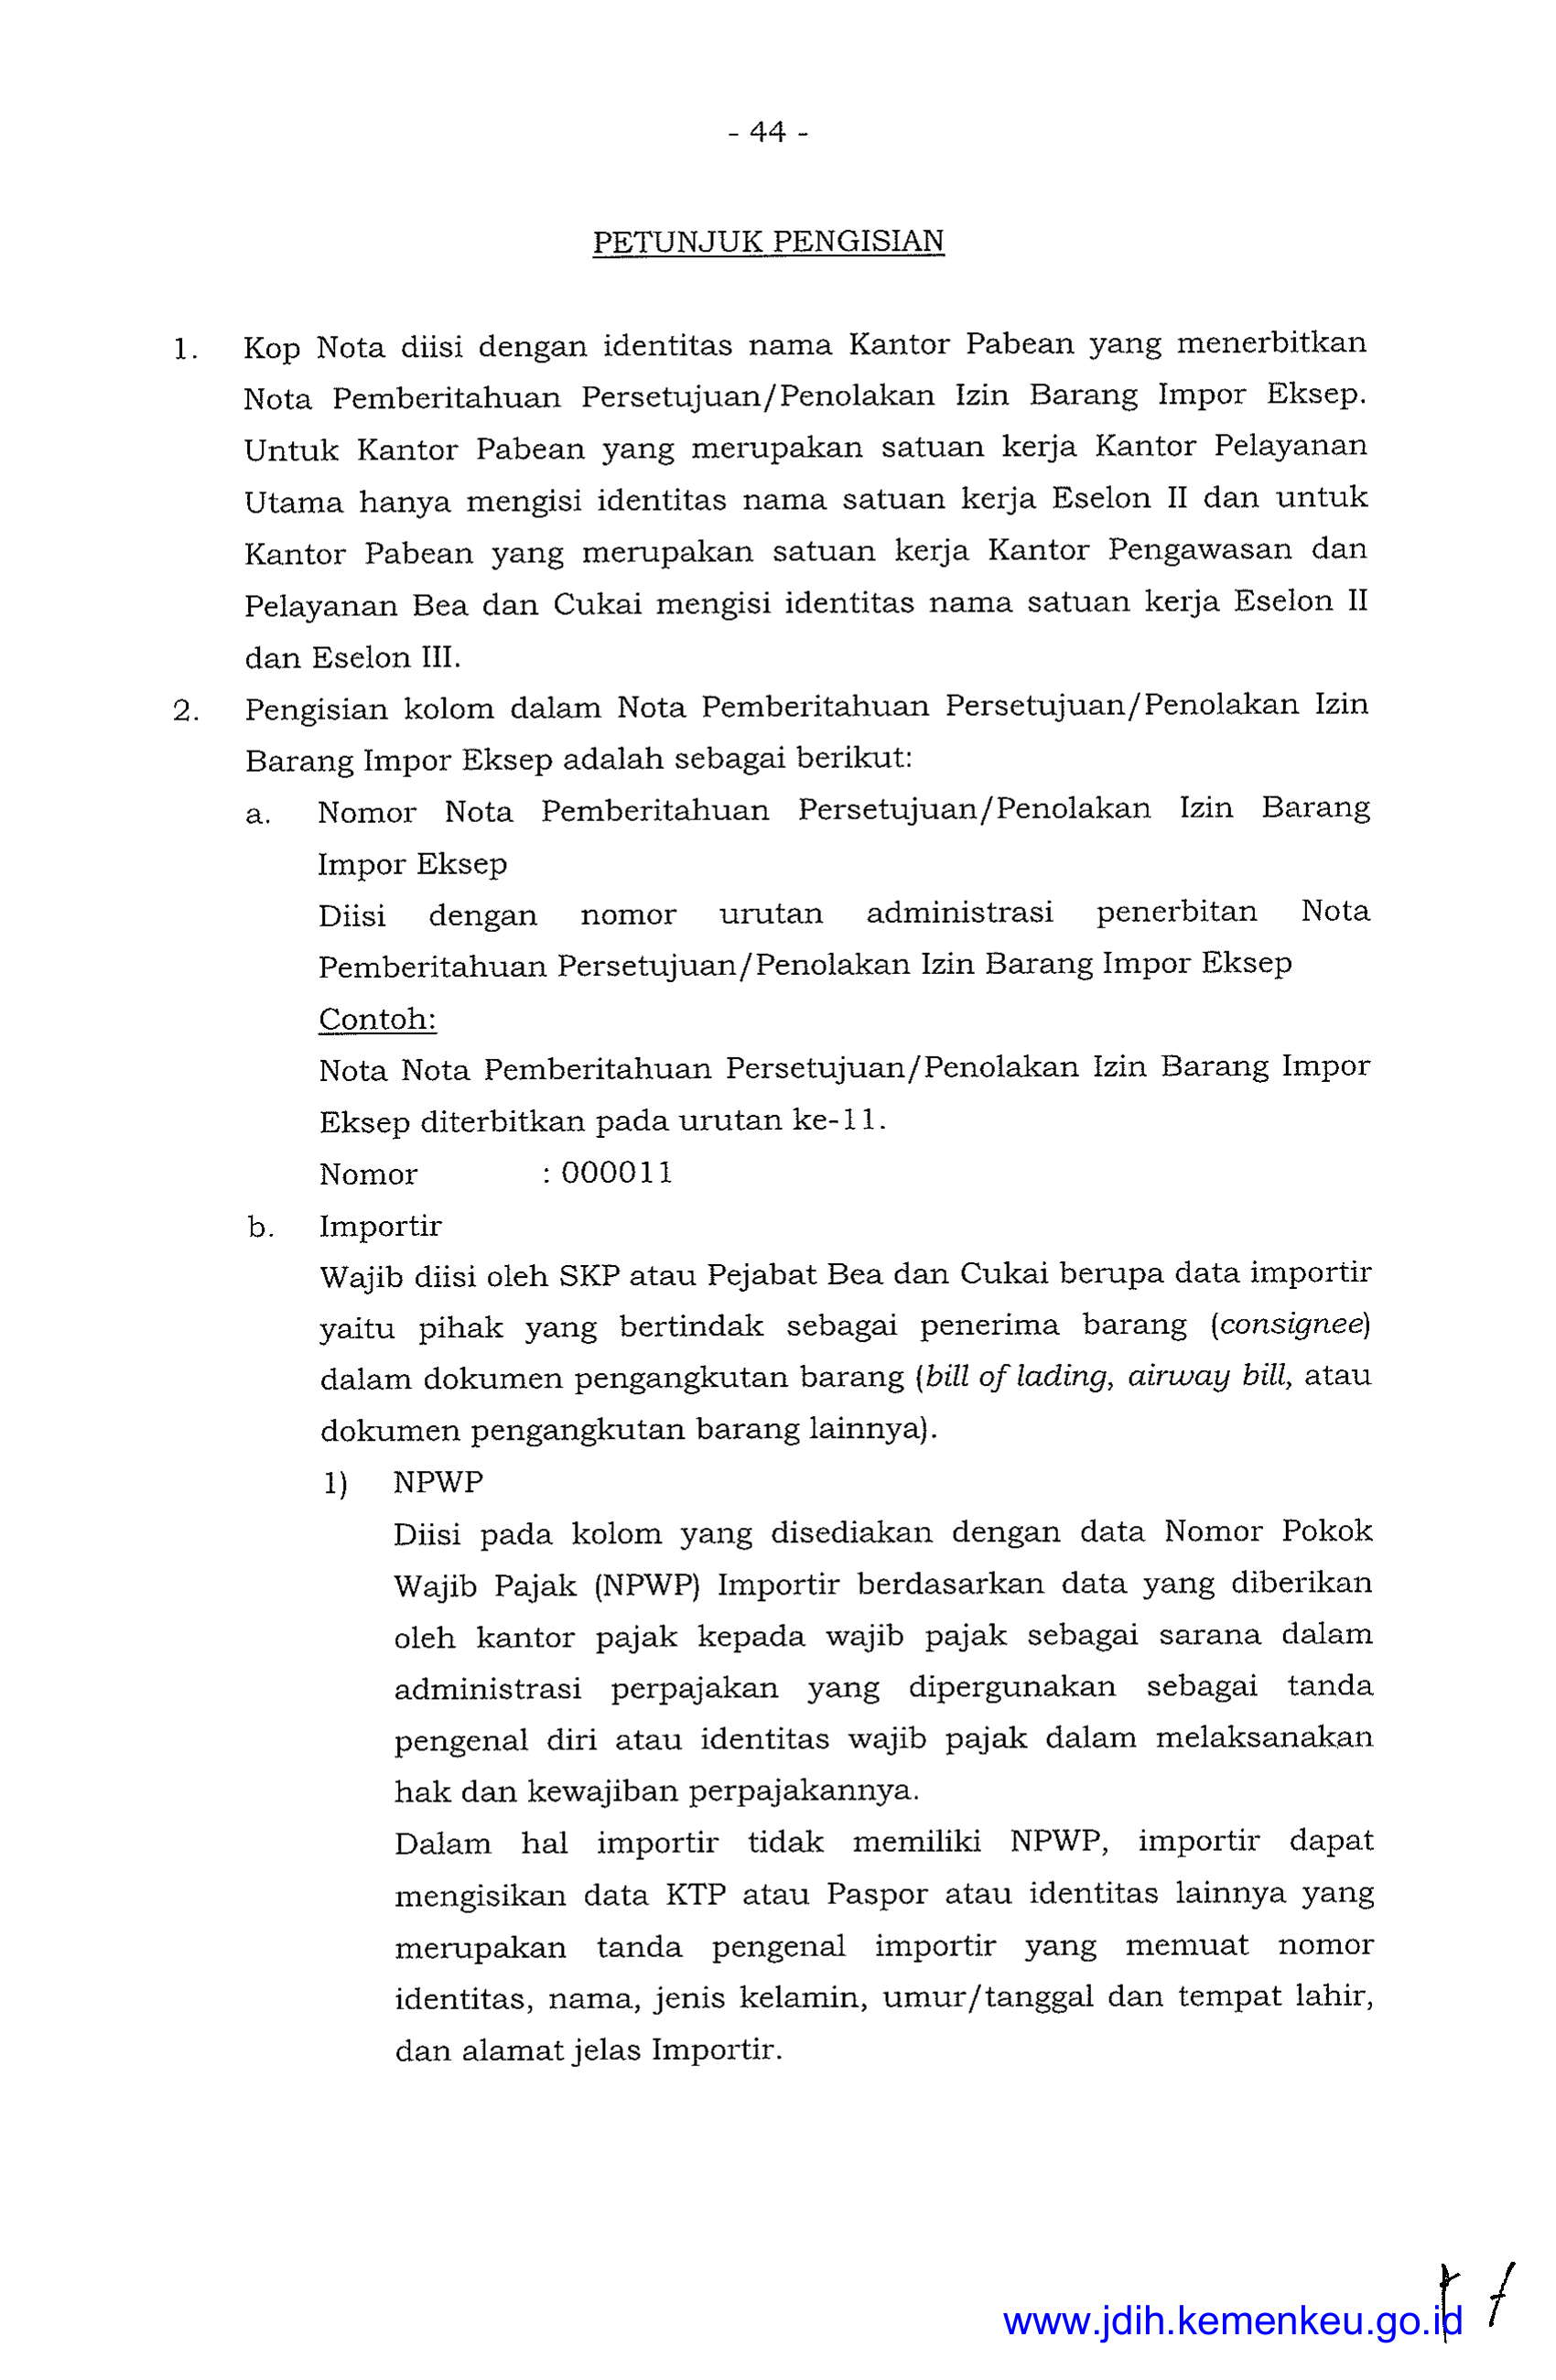 - 44 -
PETUNJUK PENGISIAN
1. Kop Nota diisi dengan identitas nama Kantor Pabean yang menerbitkan
Nota Pemberitahuan Persetujuan/Penolakan Izin Barang Impor Eksep.
Untuk Kantor Pabean yang merupakan satuan kerja Kantor Pelayanan
Utama hanya mengisi identitas nama satuan kerja Eselon II dan untuk
Kantor Pabean yang merupakan satuan kerja Kantor Pengawasan dan
Pelayanan Bea dan Cukai mengisi identitas nama satuan kerja Eselon II
dan Eselon III.
2. Pengisian kolom dalam Nota Pemberitahuan Persetujuan/Penolakan Izin
Barang Impor Eksep adalah sebagai berikut:
a. Nomor Nota Pemberitahuan Persetujuan/Penolakan Izin Barang
Impor Eksep
Diisi dengan nomor urutan administrasi penerbitan Nota
Pemberitahuan Persetujuan/Penolakan Izin Barang Impor Eksep
Contoh:
Nota Nota Pemberitahuan Persetujuan/Penolakan Izin Barang Impor
Eksep diterbitkan pada urutan ke-11.
Nomor : 000011
b. Importir
Wajib diisi oleh SKP atau Pejabat Bea dan Cukai berupa data importir
yaitu pihak yang bertindak sebagai penerima barang (consignee)
dalam dokumen pengangkutan barang (bill of lading, airway bill, atau
dokumen pengangkutan barang lainnya).
1) NPWP
Diisi pada kolom yang disediakan dengan data Nomor Pokok
Wajib Pajak (NPWP) Importir berdasarkan data yang diberikan
oleh kantor pajak kepada wajib pajak sebagai sarana dalam
administrasi perpajakan yang dipergunakan sebagai tanda
pengenal diri atau identitas wajib pajak dalam melaksanakan
hak dan kewajiban perpajakannya.
Dalam hal importir tidak memiliki NPWP, importir dapat
mengisikan data KTP atau Paspor atau identitas lainnya yang
merupakan tanda pengenal importir yang memuat nomor
identitas, nama, jenis kelamin, umur/tanggal dan tempat lahir,
dan alamat jelas Importir.
www.jdih.kemenkeu.go.id